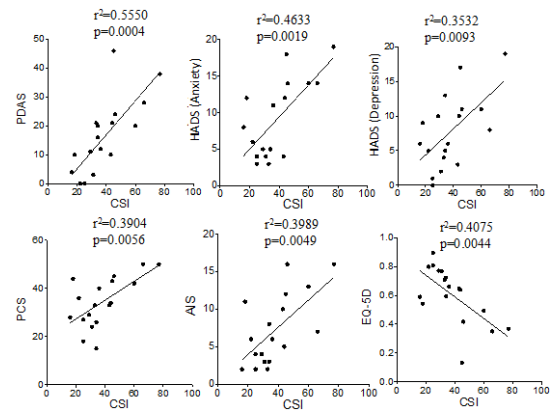 r²=0.5550
p=0.0004
PDAS
50
40
30
20
10
0
0 20 40 60 80 100
CSI
r²=0.4633
p=0.0019
HADS (Anxiety)
20
15
10
5
0
0 20 40 60 80 100
CSI
r²=0.3532
p=0.0093
HADS (Depression)
20
15
10
5
0
0 20 40 60 80 100
CSI
r²=0.3904
p=0.0056
PCS
60
40
20
0
0 20 40 60 80 100
CSI
r²=0.3989
p=0.0049
AIS
20
15
10
5
0
0 20 40 60 80 100
CSI
r²=0.4075
p=0.0044
EQ-5D
1.0
0.8
0.6
0.4
0.2
0.0
0 20 40 60 80 100
CSI